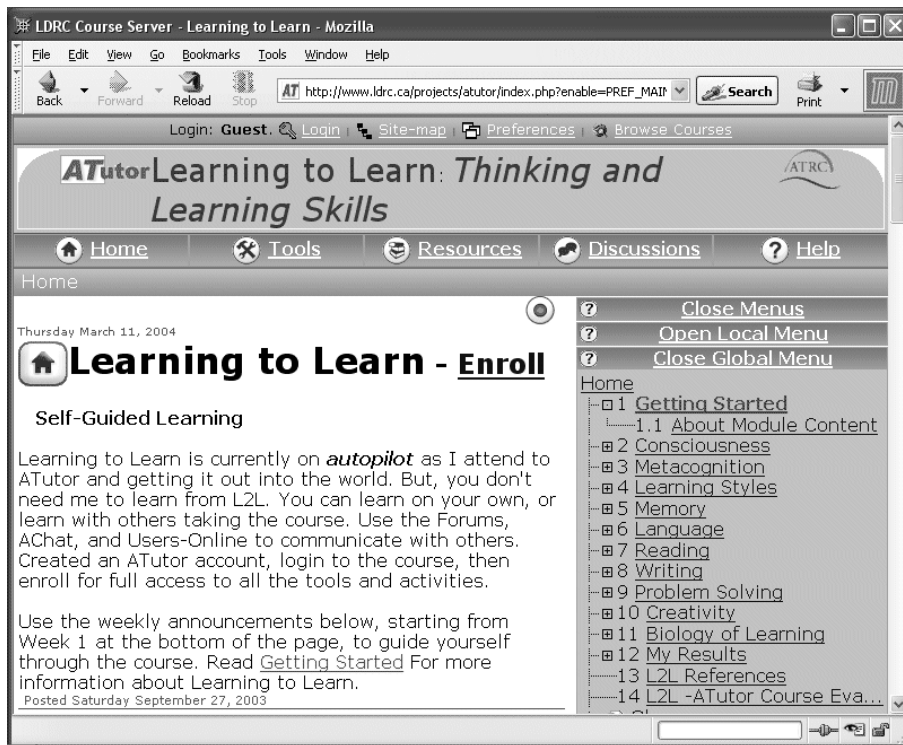 LDRC Course Server - Learning to Learn - Mozilla
File Edit View Go Bookmarks Tools Window Help
Back Forward Reload Stop AT http://www.ldrc.ca/projects/atutor/index.php?enable=PREF_MAIN Search Print
Login: Guest. Login | Site-map | Preferences | Browse Courses
ATutor Learning to Learn: Thinking and
Learning Skills
ATRC
Home Tools Resources Discussions Help
Home
Thursday March 11, 2004
Learning to Learn - Enroll
Self-Guided Learning
Learning to Learn is currently on autopilot as I attend to
ATutor and getting it out into the world. But, you don't
need me to learn from L2L. You can learn on your own, or
learn with others taking the course. Use the Forums,
AChat, and Users-Online to communicate with others.
Created an ATutor account, login to the course, then
enroll for full access to all the tools and activities.
Use the weekly announcements below, starting from
Week 1 at the bottom of the page, to guide yourself
through the course. Read Getting Started For more
information about Learning to Learn.
Posted Saturday September 27, 2003
? Close Menus
? Open Local Menu
? Close Global Menu
Home
1 Getting Started
1.1 About Module Content
2 Consciousness
3 Metacognition
4 Learning Styles
5 Memory
6 Language
7 Reading
8 Writing
9 Problem Solving
10 Creativity
11 Biology of Learning
12 My Results
13 L2L References
14 L2L -ATutor Course Eva...